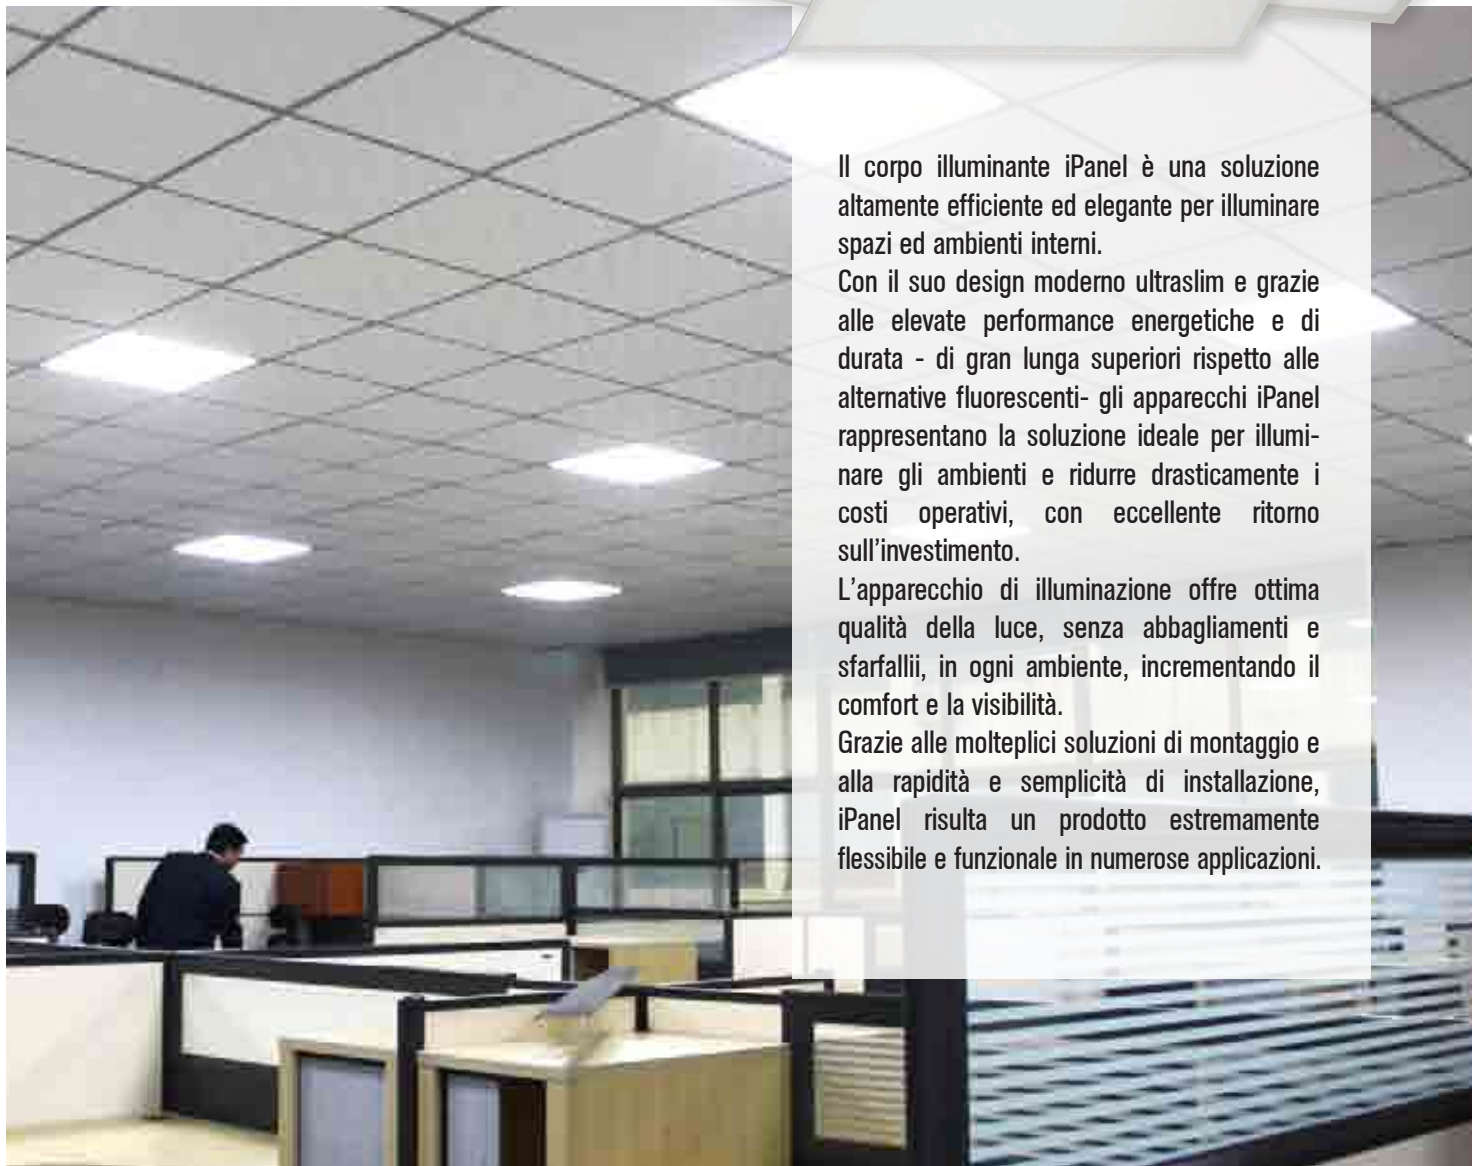 Il corpo illuminante iPanel è una soluzione
altamente efficiente ed elegante per illuminare
spazi ed ambienti interni.
Con il suo design moderno ultraslim e grazie
alle elevate performance energetiche e di
durata - di gran lunga superiori rispetto alle
alternative fluorescenti- gli apparecchi iPanel
rappresentano la soluzione ideale per illumi-
nare gli ambienti e ridurre drasticamente i
costi operativi, con eccellente ritorno
sull'investimento.
L'apparecchio di illuminazione offre ottima
qualità della luce, senza abbagliamenti e
sfarfallii, in ogni ambiente, incrementando il
comfort e la visibilità.
Grazie alle molteplici soluzioni di montaggio e
alla rapidità e semplicità di installazione,
iPanel risulta un prodotto estremamente
flessibile e funzionale in numerose applicazioni.